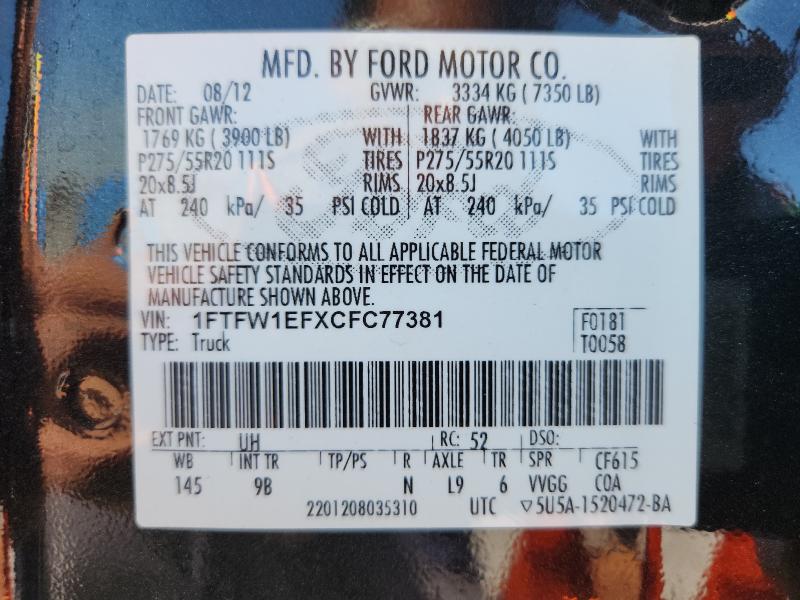 MFD. BY FORD MOTOR CO.
DATE: 08/12 GVWR: 3334 KG ( 7350 LB)
FRONT GAWR: REAR GAWR:
1769 KG ( 3900 LB) WITH 1837 KG ( 4050 LB) WITH
P275/55R20 111S TIRES P275/55R20 111S TIRES
20x8.5J RIMS 20x8.5J RIMS
AT 240 kPa/ 35 PSI COLD AT 240 kPa/ 35 PSI COLD
THIS VEHICLE CONFORMS TO ALL APPLICABLE FEDERAL MOTOR
VEHICLE SAFETY STANDARDS IN EFFECT ON THE DATE OF
MANUFACTURE SHOWN ABOVE.
VIN: 1FTFW1EFXCFC77381 F0181
TYPE: Truck T0058
EXT PNT: UH RC: 52 DSO:
WB INT TR TP/PS R AXLE TR SPR CF615
145 9B N L9 6 VVGG COA
2201208035310 UTC ▽5U5A-1520472-BA